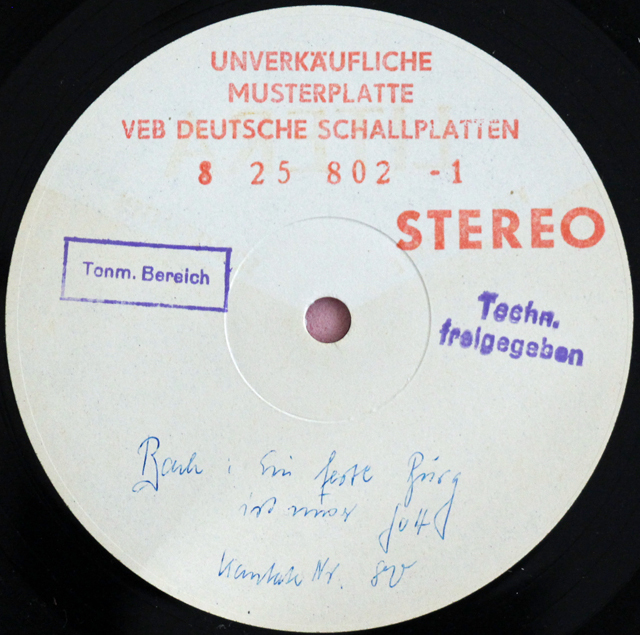 UNVERKÄUFLICHE
MUSTERPLATTE
VEB DEUTSCHE SCHALLPLATTEN
8 25 802 -1
STEREO
Tonm. Bereich
Techn.
freigegeben
Bach : Ein feste Burg
ist unser Gott
Kantate Nr. 80